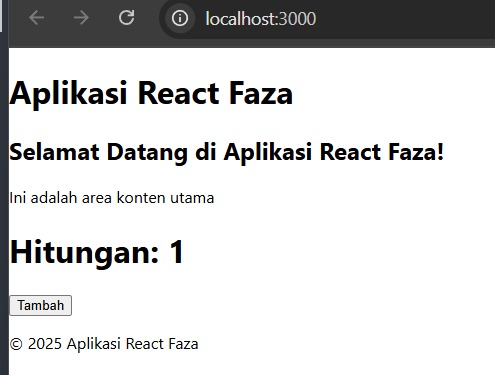 localhost:3000
Aplikasi React Faza
Selamat Datang di Aplikasi React Faza!
Ini adalah area konten utama
Hitungan: 1
Tambah
© 2025 Aplikasi React Faza